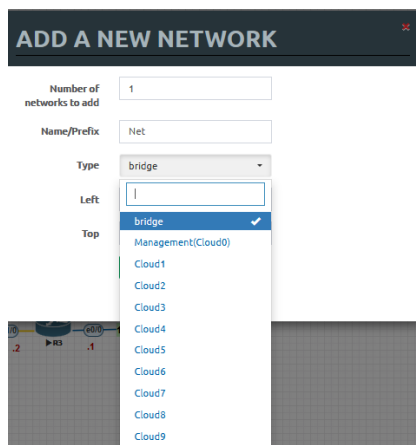 ADD A NEW NETWORK
Number of
networks to add
1
Name/Prefix
Net
Type
bridge
Left
Top
bridge
Management(Cloud0)
Cloud1
Cloud2
Cloud3
Cloud4
Cloud5
Cloud6
Cloud7
Cloud8
Cloud9
e0/0
R3
.2
.1